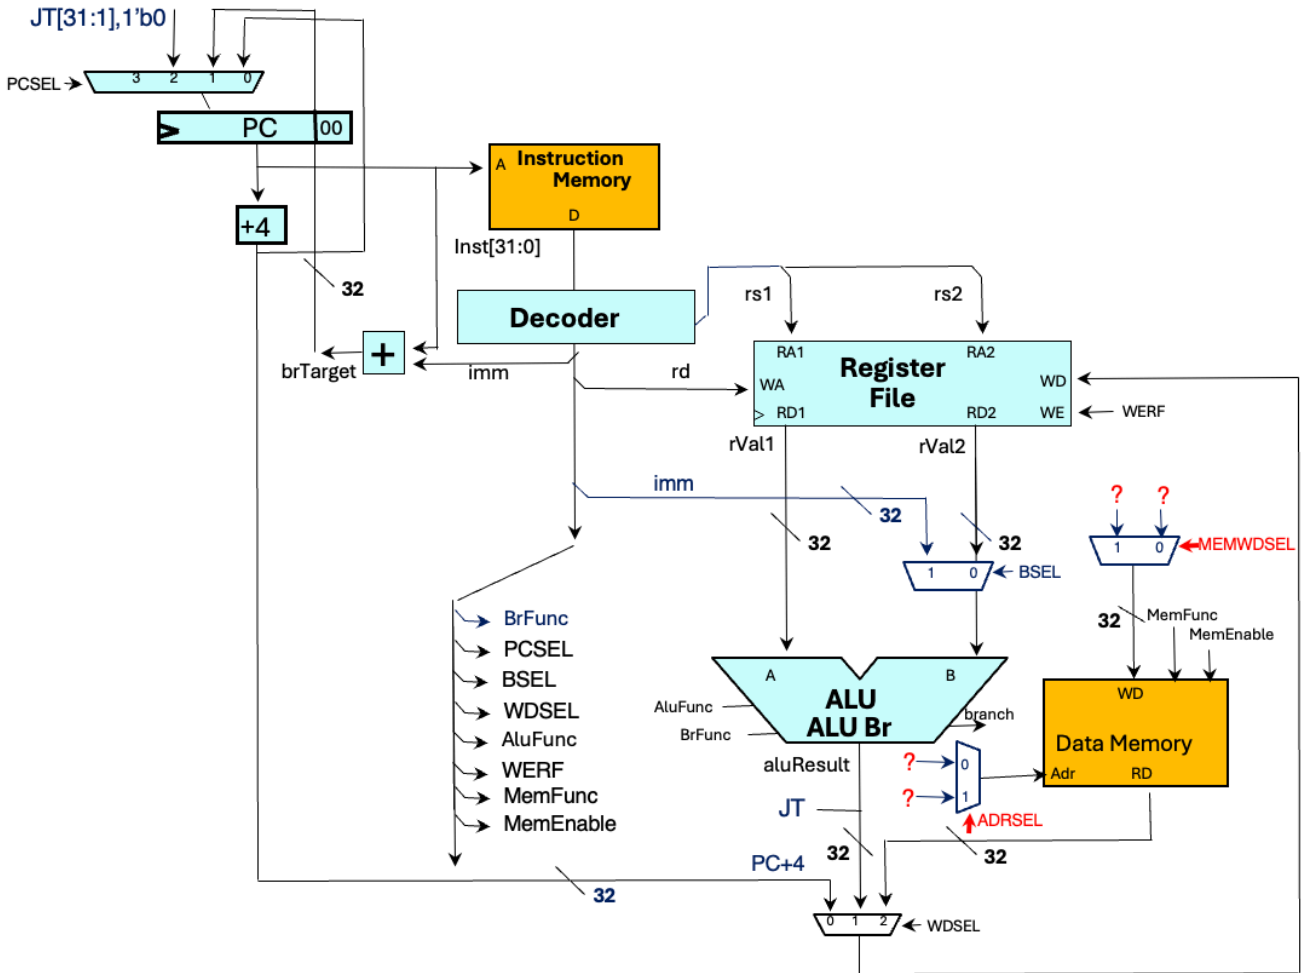 JT[31:1],1'b0
PCSEL
3 2 1 0
PC 00
+4
32
A Instruction
Memory
D
Inst[31:0]
Decoder
rs1 rs2
+
brTarget
imm
rd
RA1 RA2
Register
File
WA WD
RD1 RD2 WE
WERF
rVal1 rVal2
imm
32
32
32
1 0
BSEL
? ?
1 0
MEMWDSEL
32
MemFunc
MemEnable
BrFunc
PCSEL
BSEL
WDSEL
AluFunc
WERF
MemFunc
MemEnable
A B
ALU
ALU Br
AluFunc
BrFunc
branch
aluResult
JT
? 0
? 1
ADRSEL
WD
Data Memory
Adr RD
32
32
PC+4
32
0 1 2
WDSEL